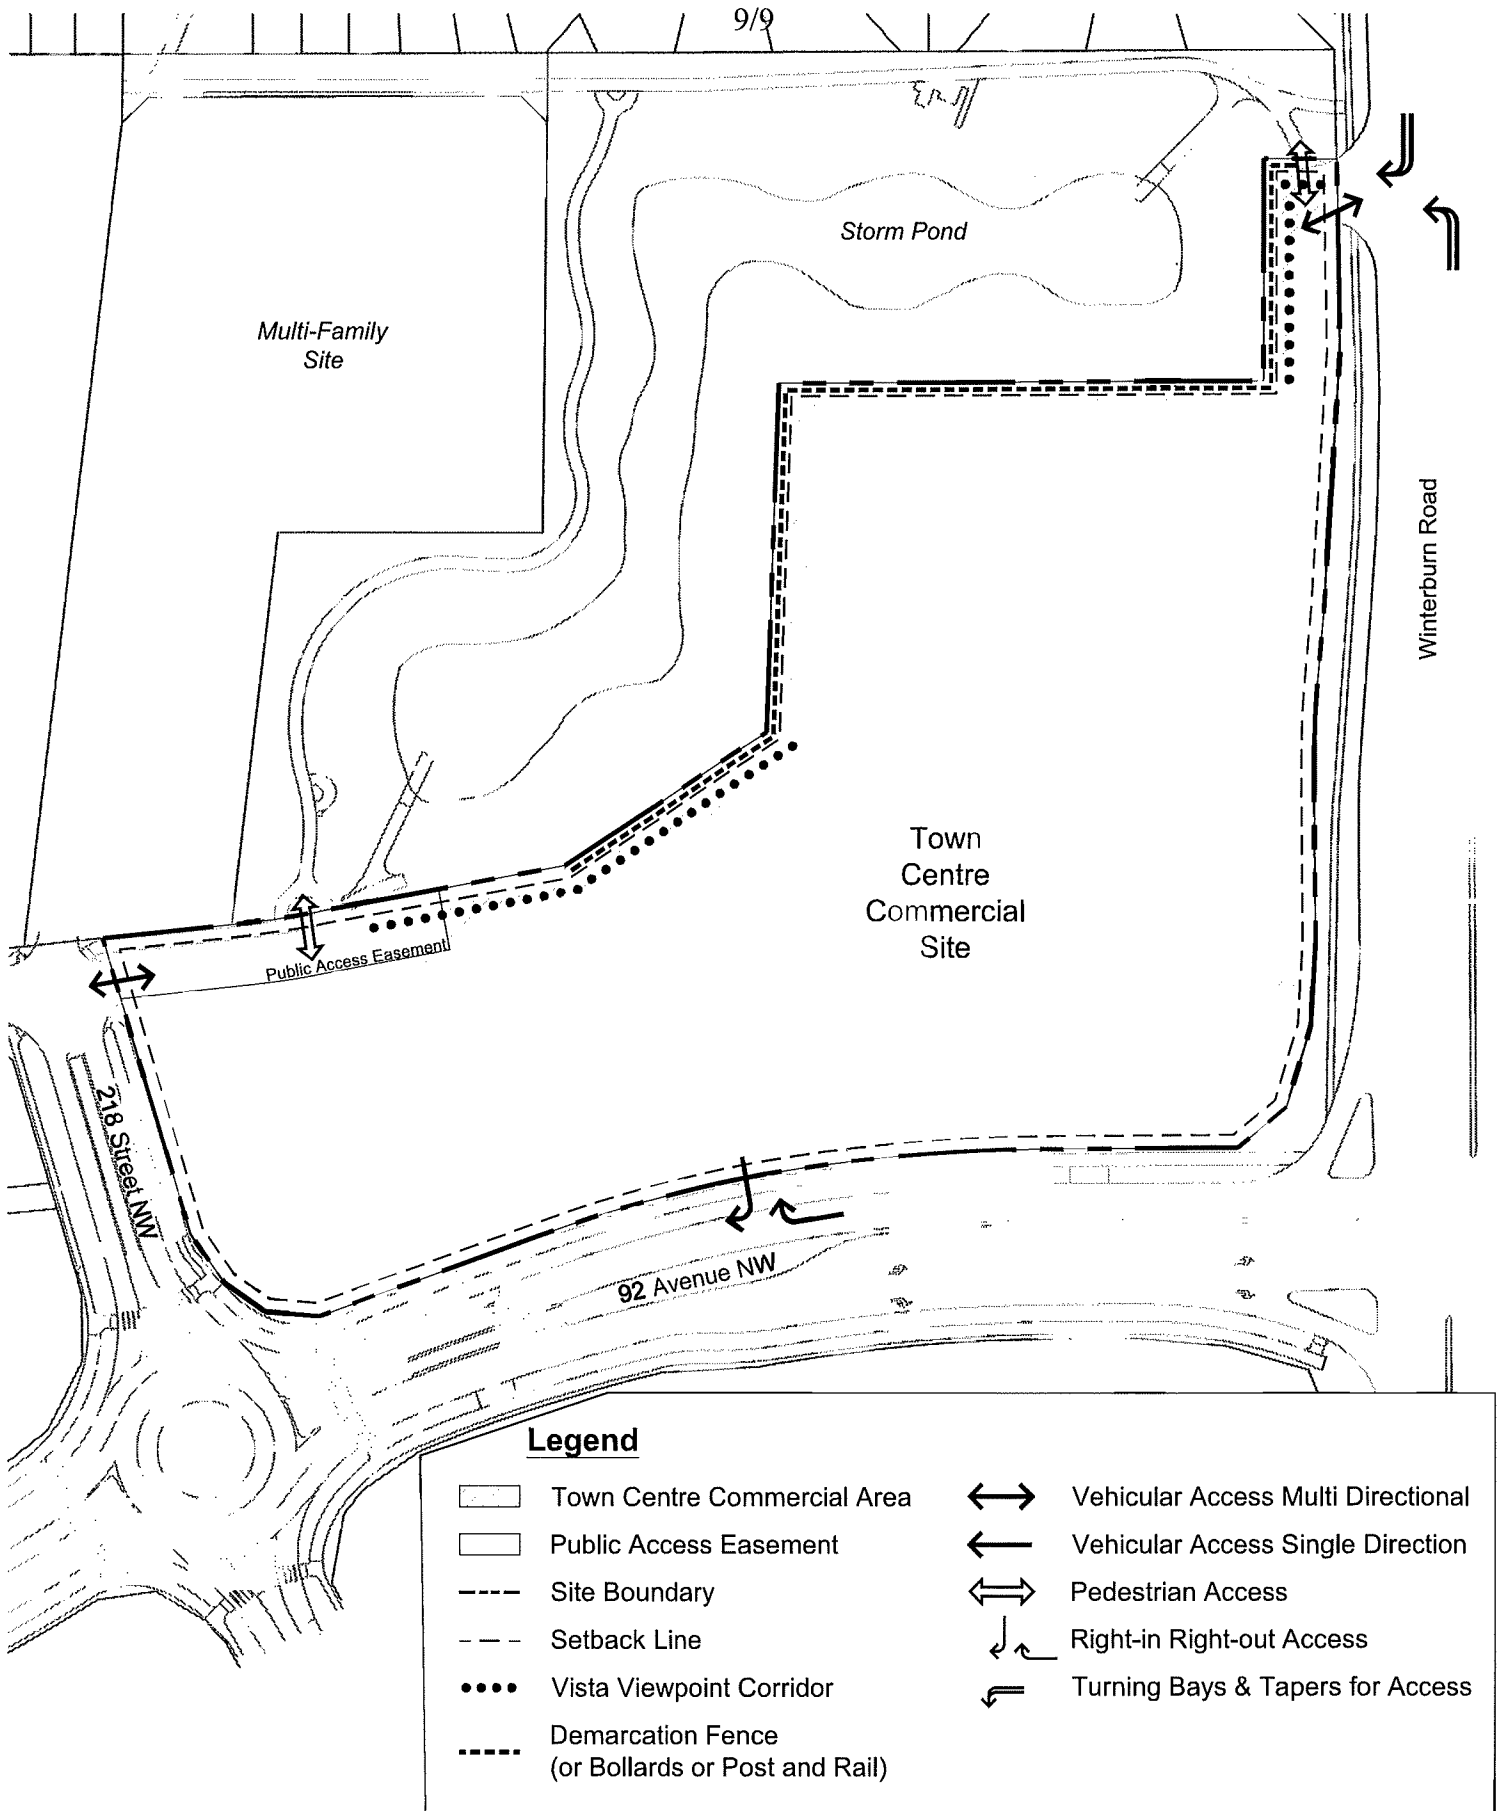 9/9
Storm Pond
Multi-Family
Site
Winterburn Road
Town
Centre
Commercial
Site
Public Access Easement
218 Street NW
92 Avenue NW
Legend
Town Centre Commercial Area
Public Access Easement
Site Boundary
Setback Line
Vista Viewpoint Corridor
Demarcation Fence
(or Bollards or Post and Rail)
Vehicular Access Multi Directional
Vehicular Access Single Direction
Pedestrian Access
Right-in Right-out Access
Turning Bays & Tapers for Access